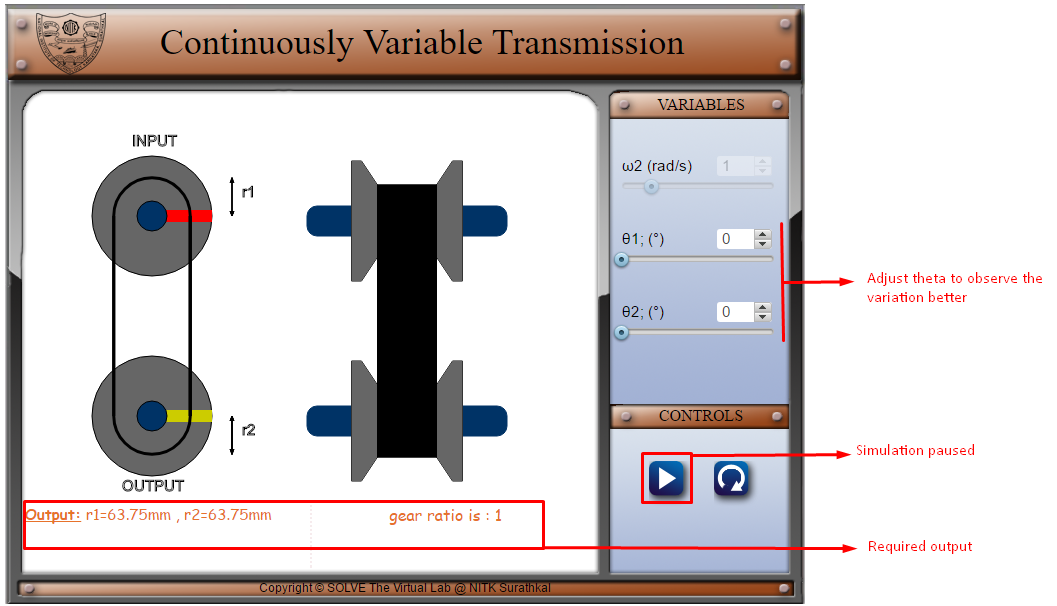 Continuously Variable Transmission
INPUT
r1
r2
OUTPUT
Output: r1=63.75mm , r2=63.75mm
gear ratio is : 1
VARIABLES
ω2 (rad/s) 1
θ1; (°) 0
θ2; (°) 0
CONTROLS
Adjust theta to observe the
variation better
Simulation paused
Required output
Copyright © SOLVE The Virtual Lab @ NITK Surathkal